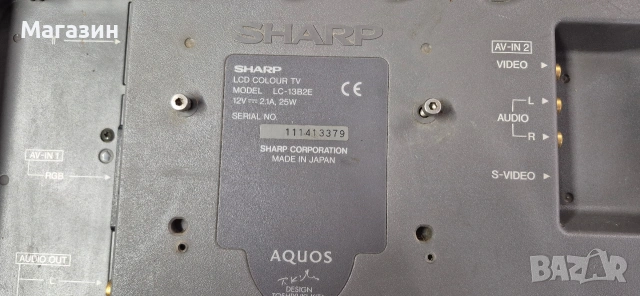 Магазин
SHARP
SHARP
LCD COLOUR TV
MODEL LC-13B2E
12V⎓ 2.1A, 25W
SERIAL NO.
111413379
SHARP CORPORATION
MADE IN JAPAN
CE
AQUOS
DESIGN
AV-IN 1
RGB
AUDIO OUT
L
AV-IN 2
VIDEO
L
AUDIO
R
S-VIDEO
BAZAR